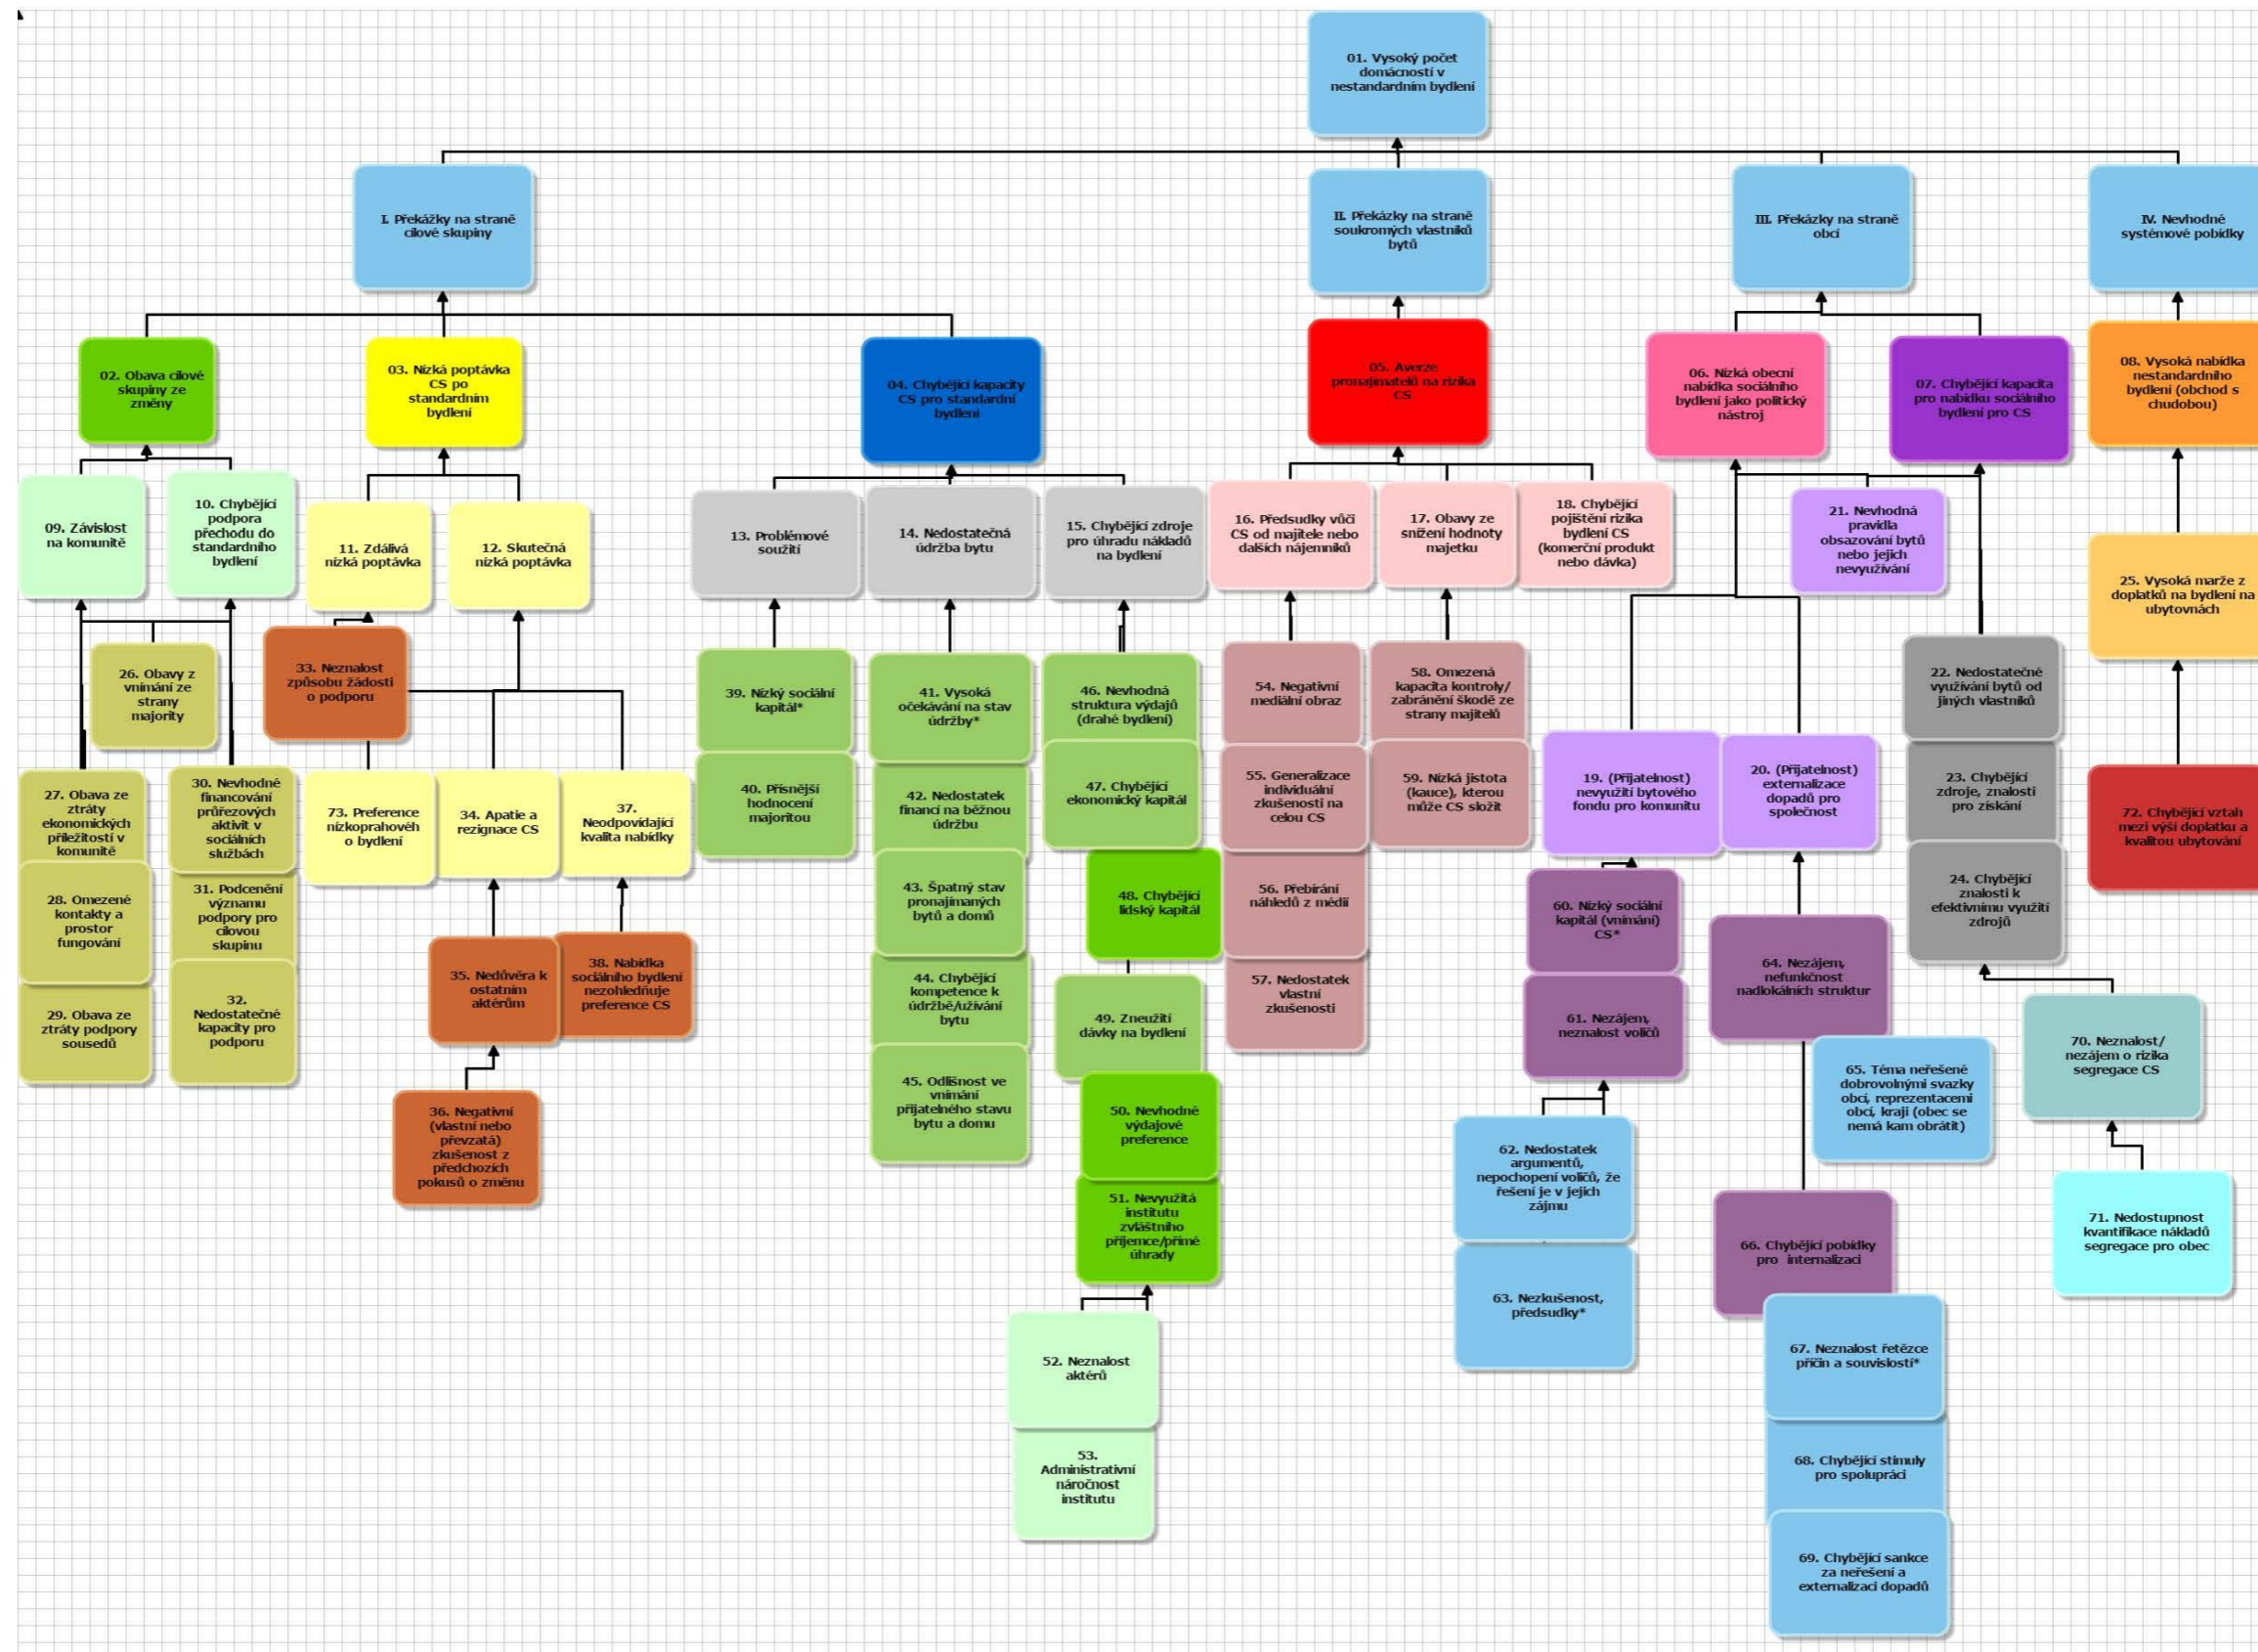 01. Vysoký počet
domácností v
nestandardním bydlení
I. Překážky na straně
cílové skupiny
II. Překázky na straně
soukromých vlastníků
bytů
III. Překázky na straně
obcí
IV. Nevhodné
systémové pobídky
02. Obava cílové
skupiny ze
změny
03. Nízká poptávka
CS po
standardním
bydlení
04. Chybějící kapacity
CS pro standardní
bydlení
05. Averze
pronajímatelů na rizika
CS
06. Nízká obecní
nabídka sociálního
bydlení jako politický
nástroj
07. Chybějící kapacita
pro nabídku sociálního
bydlení pro CS
08. Vysoká nabídka
nestandardního
bydlení (obchod s
chudobou)
09. Závislost
na komunitě
10. Chybějící
podpora
přechodu do
standardního
bydlení
11. Zdálivá
nízká poptávka
12. Skutečná
nízká poptávka
13. Problémové
soužití
14. Nedostatečná
údržba bytu
15. Chybějící zdroje
pro úhradu nákladů
na bydlení
16. Předsudky vůči
CS od majitele nebo
dalších nájemníků
17. Obavy ze
snížení hodnoty
majetku
18. Chybějící
pojištění rizika
bydlení CS
(komerční produkt
nebo dávka)
21. Nevhodná
pravidla
obsazování bytů
nebo jejich
nevyužívání
25. Vysoká marže z
doplatků na bydlení na
ubytovnách
26. Obavy z
vnímání ze
strany
majority
33. Neznalost
způsobu žádosti
o podporu
39. Nízký sociální
kapitál*
41. Vysoká
očekávání na stav
údržby*
46. Nevhodná
struktura výdajů
(drahé bydlení)
54. Negativní
mediální obraz
58. Omezená
kapacita kontroly/
zabránění škodě ze
strany majitelů
22. Nedostatečné
využívání bytů od
jiných vlastníků
27. Obava ze
ztráty
ekonomických
příležitostí v
komunitě
30. Nevhodné
financování
průřezových
aktivit v
sociálních
službách
73. Preference
nízkoprahovéh
o bydlení
34. Apatie a
rezignace CS
37.
Neodpovídající
kvalita nabídky
40. Přísnější
hodnocení
majoritou
42. Nedostatek
financí na běžnou
údržbu
47. Chybějící
ekonomický kapitál
55. Generalizace
individuální
zkušenosti na
celou CS
59. Nízká jistota
(kauce), kterou
může CS složit
19. (Přijatelnost)
nevyužití bytového
fondu pro komunitu
20. (Přijatelnost)
externalizace
dopadů pro
společnost
23. Chybějící
zdroje, znalosti
pro získání
72. Chybějící vztah
mezi výší doplatku a
kvalitou ubytování
28. Omezené
kontakty a
prostor
fungování
31. Podcenění
významu
podpory pro
cílovou
skupinu
43. Špatný stav
pronajímaných
bytů a domů
48. Chybějící
lidský kapitál
56. Přebírání
náhledů z médií
60. Nízký sociální
kapitál (vnímání)
CS*
24. Chybějící
znalosti k
efektivnímu využití
zdrojů
29. Obava ze
ztráty podpory
sousedů
32.
Nedostatečné
kapacity pro
podporu
35. Nedůvěra k
ostatním
aktérům
38. Nabídka
sociálního bydlení
nezohledňuje
preference CS
44. Chybějící
kompetence k
údržbě/užívání
bytu
49. Zneužití
dávky na bydlení
57. Nedostatek
vlastní
zkušenosti
61. Nezájem,
neznalost voličů
64. Nezájem,
nefunkčnost
nadlokálních struktur
65. Téma neřešené
dobrovolnými svazky
obcí, reprezentacemi
obcí, kraji (obec se
nemá kam obrátit)
70. Neznalost/
nezájem o rizika
segregace CS
36. Negativní
(vlastní nebo
převzatá)
zkušenost z
předchozích
pokusů o změnu
45. Odlišnost ve
vnímání
přijatelného stavu
bytu a domu
50. Nevhodné
výdajové
preference
62. Nedostatek
argumentů,
nepochopení voličů, že
řešení je v jejich
zájmu
51. Nevyužitá
institutu
zvláštního
příjemce/přímé
úhrady
66. Chybějící pobídky
pro internalizaci
71. Nedostupnost
kvantifikace nákladů
segregace pro obec
63. Nezkušenost,
předsudky*
52. Neznalost
aktérů
67. Neznalost řetězce
příčin a souvislostí*
53.
Administrativní
náročnost
institutu
68. Chybějící stimuly
pro spolupráci
69. Chybějící sankce
za neřešení a
externalizaci dopadů